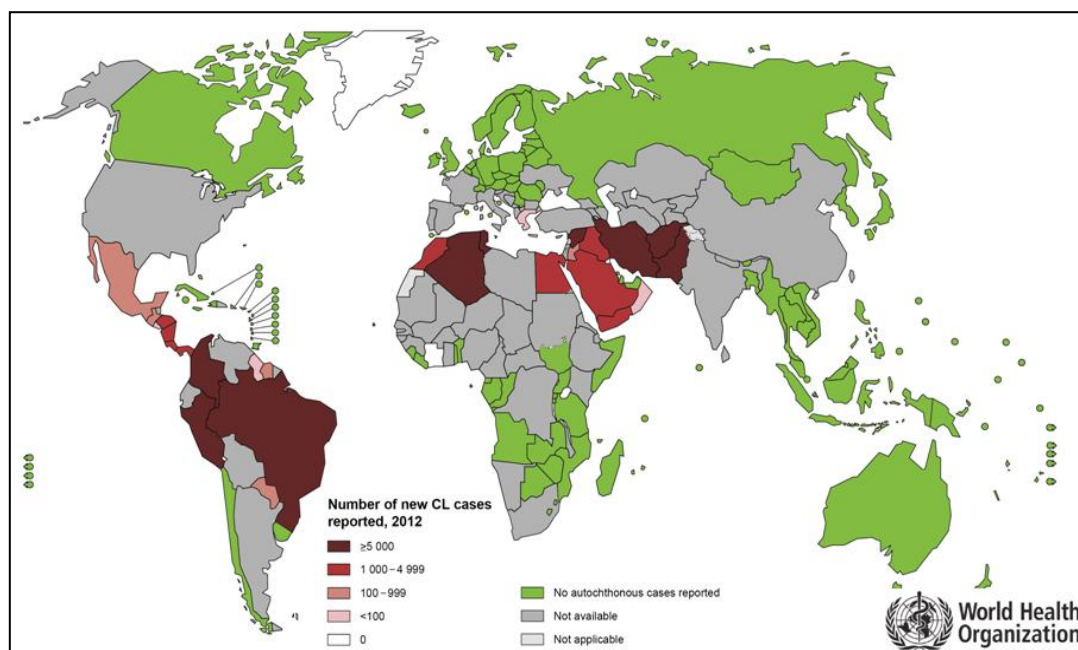 Number of new CL cases
reported, 2012
≥5 000
1 000–4 999
100–999
<100
0
No autochthonous cases reported
Not available
Not applicable
World Health
Organization